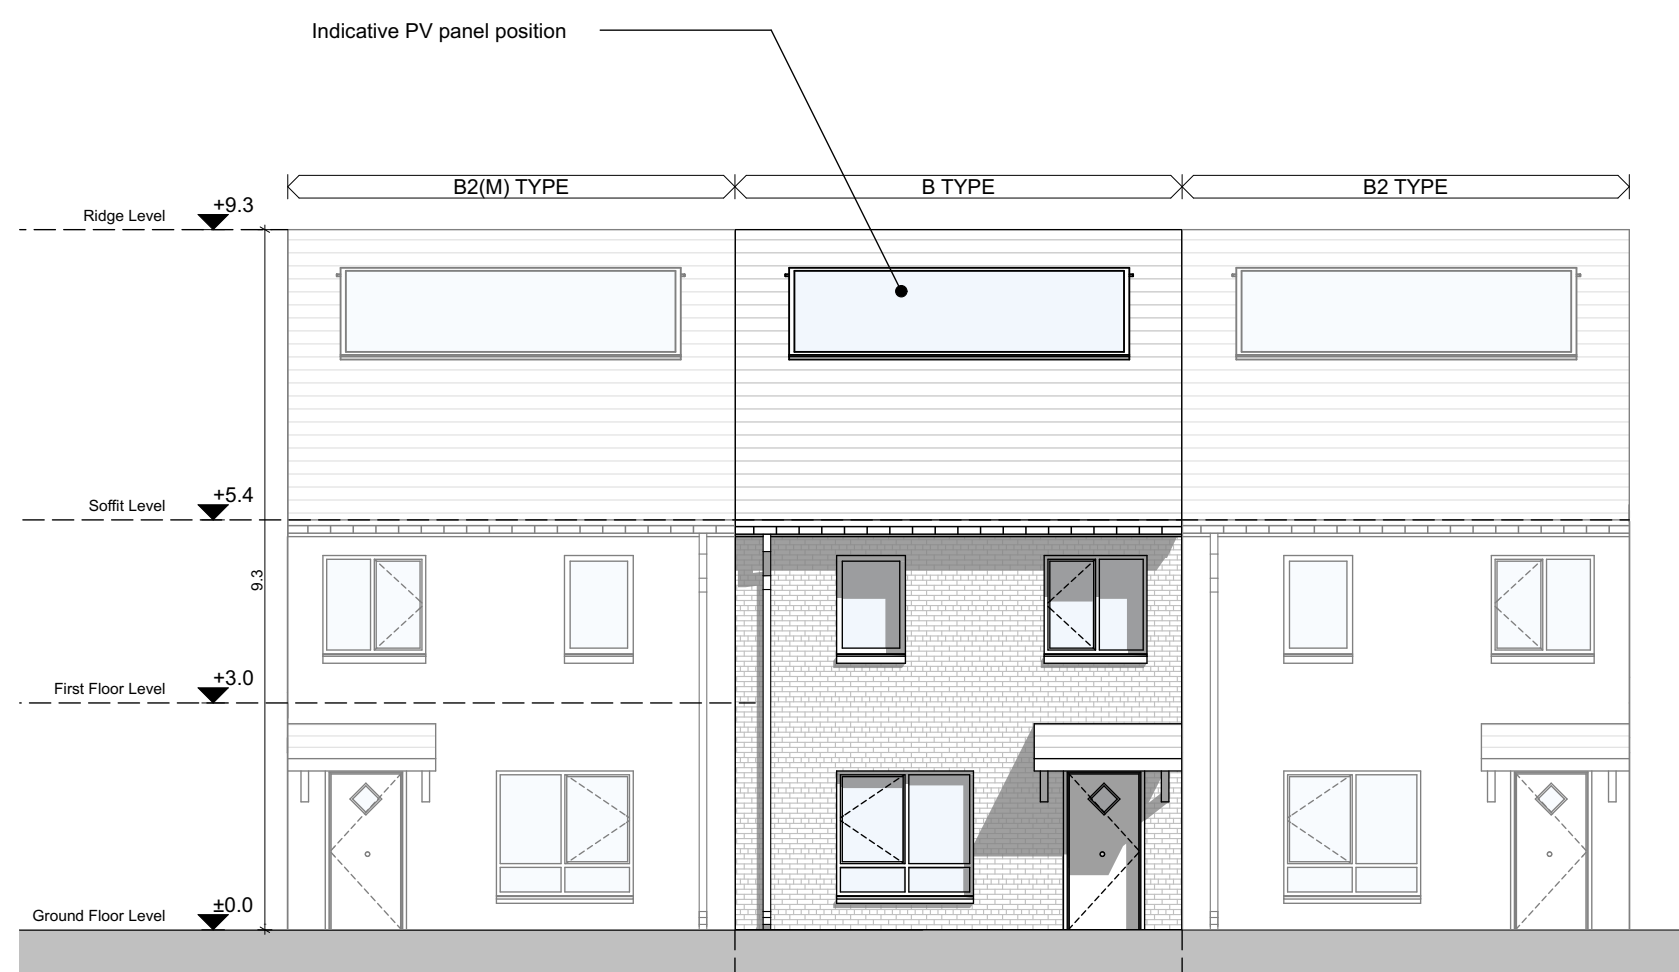 Indicative PV panel position
B2(M) TYPE
B TYPE
B2 TYPE
Ridge Level
+9.3
Soffit Level
+5.4
9.3
First Floor Level
+3.0
Ground Floor Level
±0.0